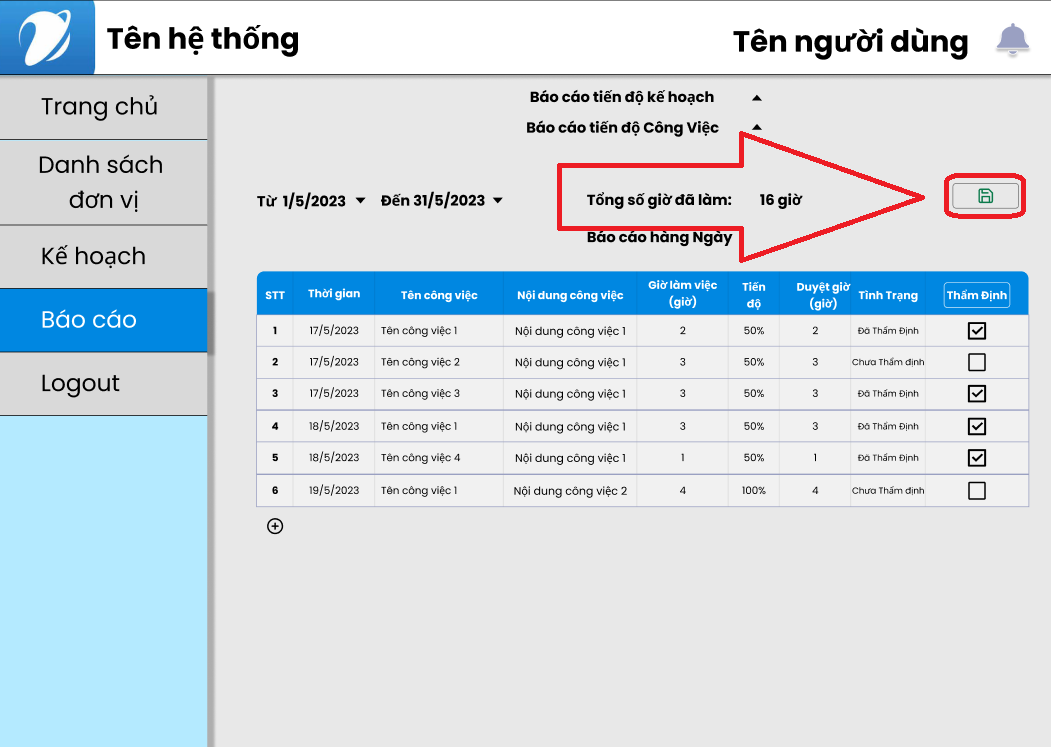 Tên hệ thống
Tên người dùng
Trang chủ
Danh sách
đơn vị
Kế hoạch
Báo cáo
Logout
Báo cáo tiến độ kế hoạch
Báo cáo tiến độ Công Việc
Từ 1/5/2023 Đến 31/5/2023 Tổng số giờ đã làm: 16 giờ
Báo cáo hàng Ngày
STT Thời gian Tên công việc Nội dung công việc Giờ làm việc (giờ) Tiến độ Duyệt giờ (giờ) Tình Trạng Thẩm Định
1 17/5/2023 Tên công việc 1 Nội dung công việc 1 2 50% 2 Đã Thẩm Định
2 17/5/2023 Tên công việc 2 Nội dung công việc 1 3 50% 3 Chưa Thẩm định
3 17/5/2023 Tên công việc 3 Nội dung công việc 1 3 50% 3 Đã Thẩm Định
4 18/5/2023 Tên công việc 1 Nội dung công việc 1 3 50% 3 Đã Thẩm Định
5 18/5/2023 Tên công việc 4 Nội dung công việc 1 1 50% 1 Đã Thẩm Định
6 19/5/2023 Tên công việc 1 Nội dung công việc 2 4 100% 4 Chưa Thẩm định